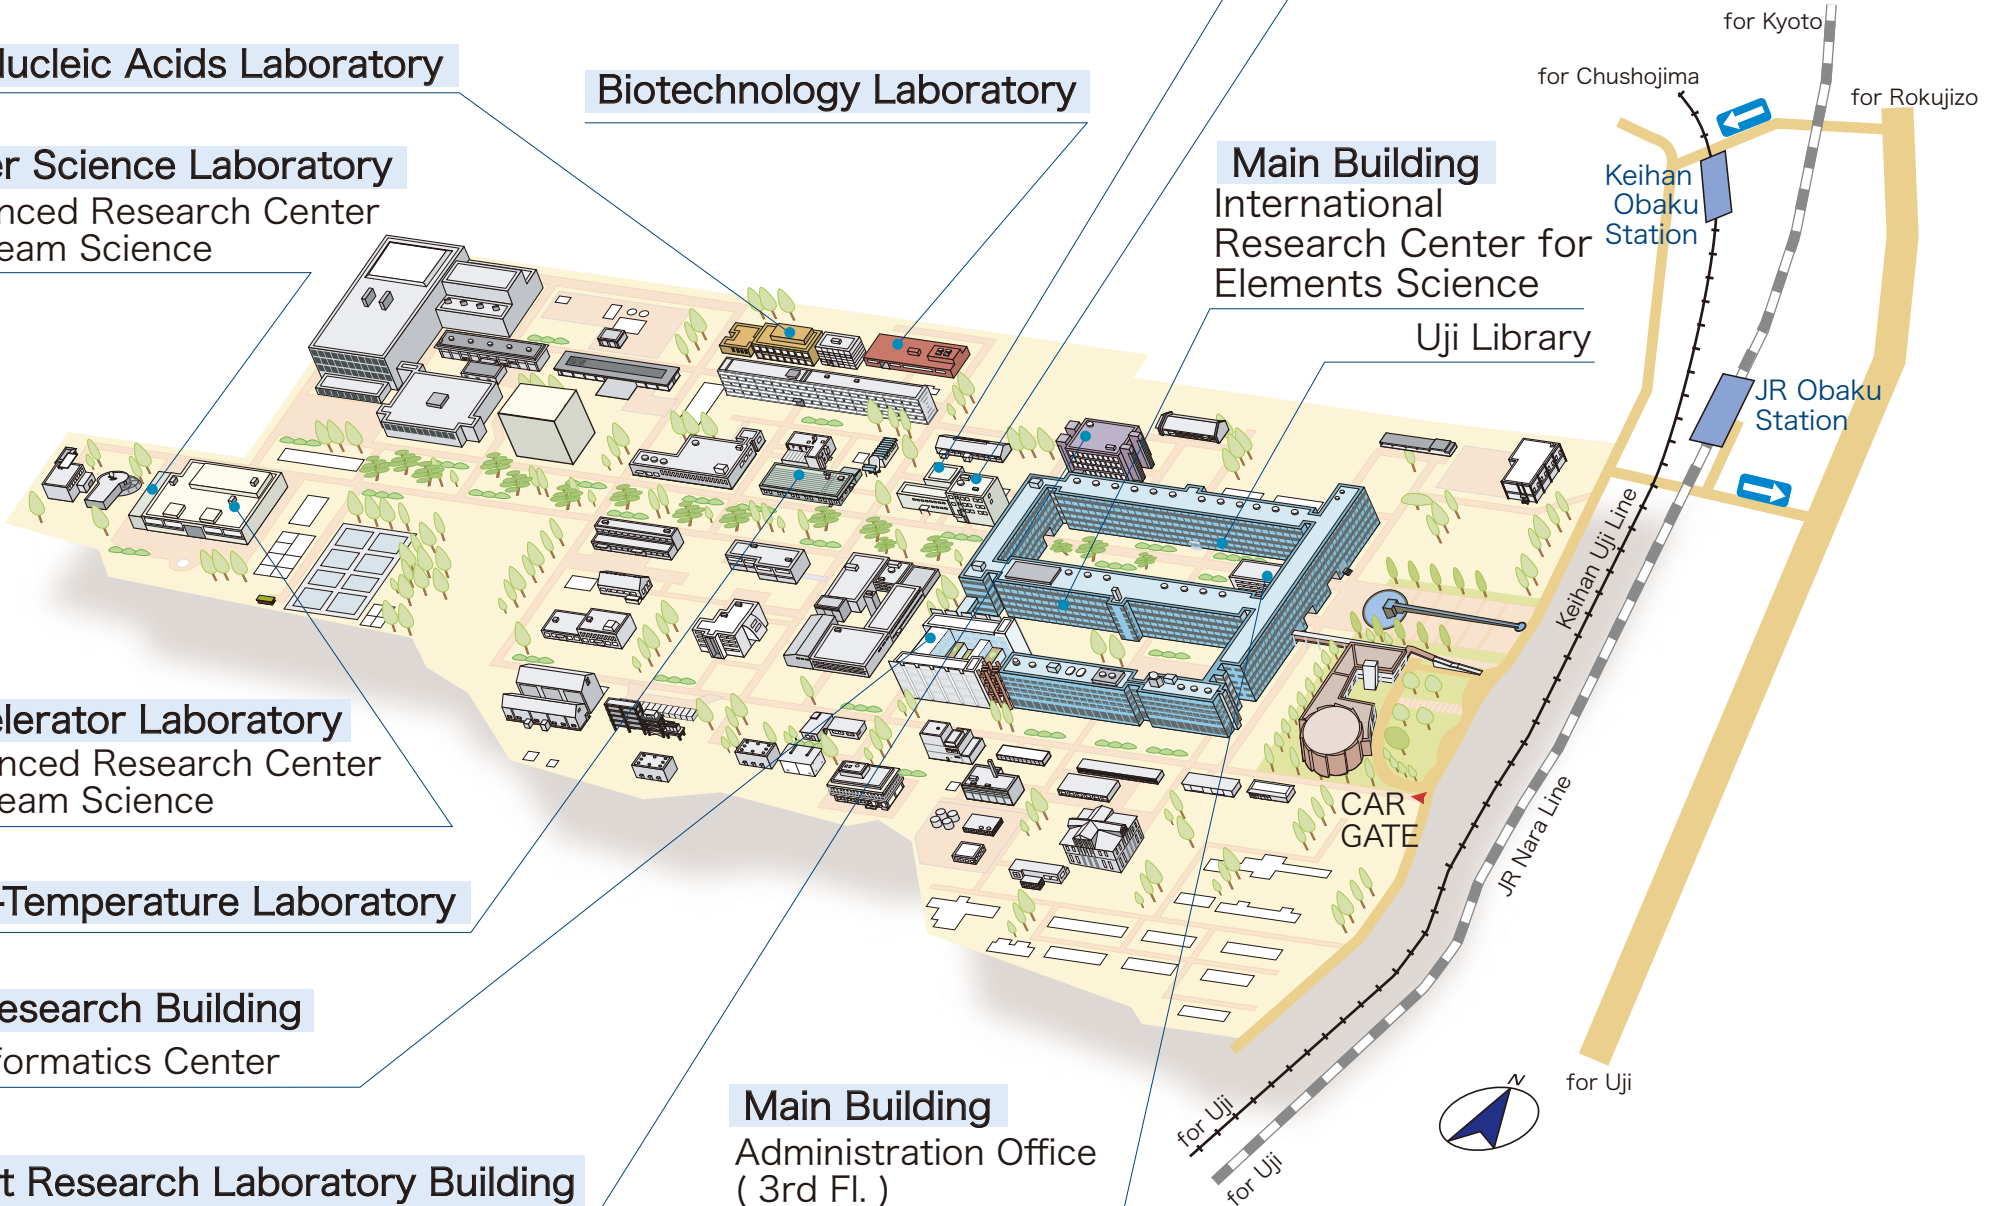 for Kyoto
for Chushojima
for Rokujizo
Nucleic Acids Laboratory
Biotechnology Laboratory
er Science Laboratory
nced Research Center
eam Science
Main Building
International
Research Center for
Elements Science
Keihan
Obaku
Station
Uji Library
JR Obaku
Station
Keihan Uji Line
elerator Laboratory
nced Research Center
eam Science
CAR
GATE
JR Nara Line
-Temperature Laboratory
esearch Building
formatics Center
for Uji
N
Main Building
Administration Office
( 3rd Fl. )
for Uji
for Uji
t Research Laboratory Building